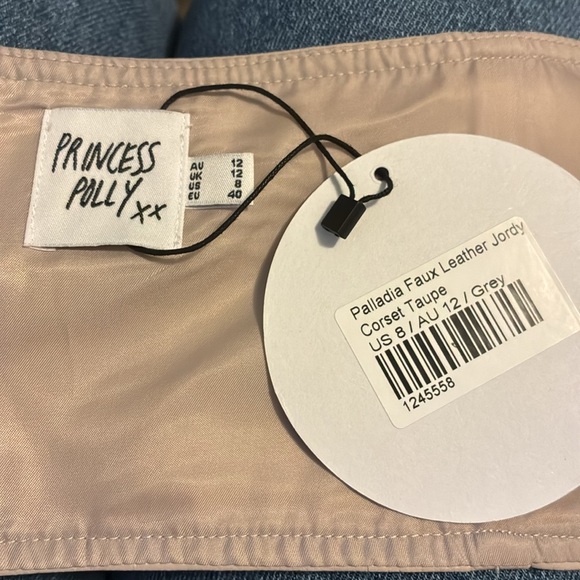 PRINCESS
POLLY xx
AU 12
UK 12
US 8
EU 40
Palladia Faux Leather Jordy
Corset Taupe
US 8 / AU 12 / Grey
1245558